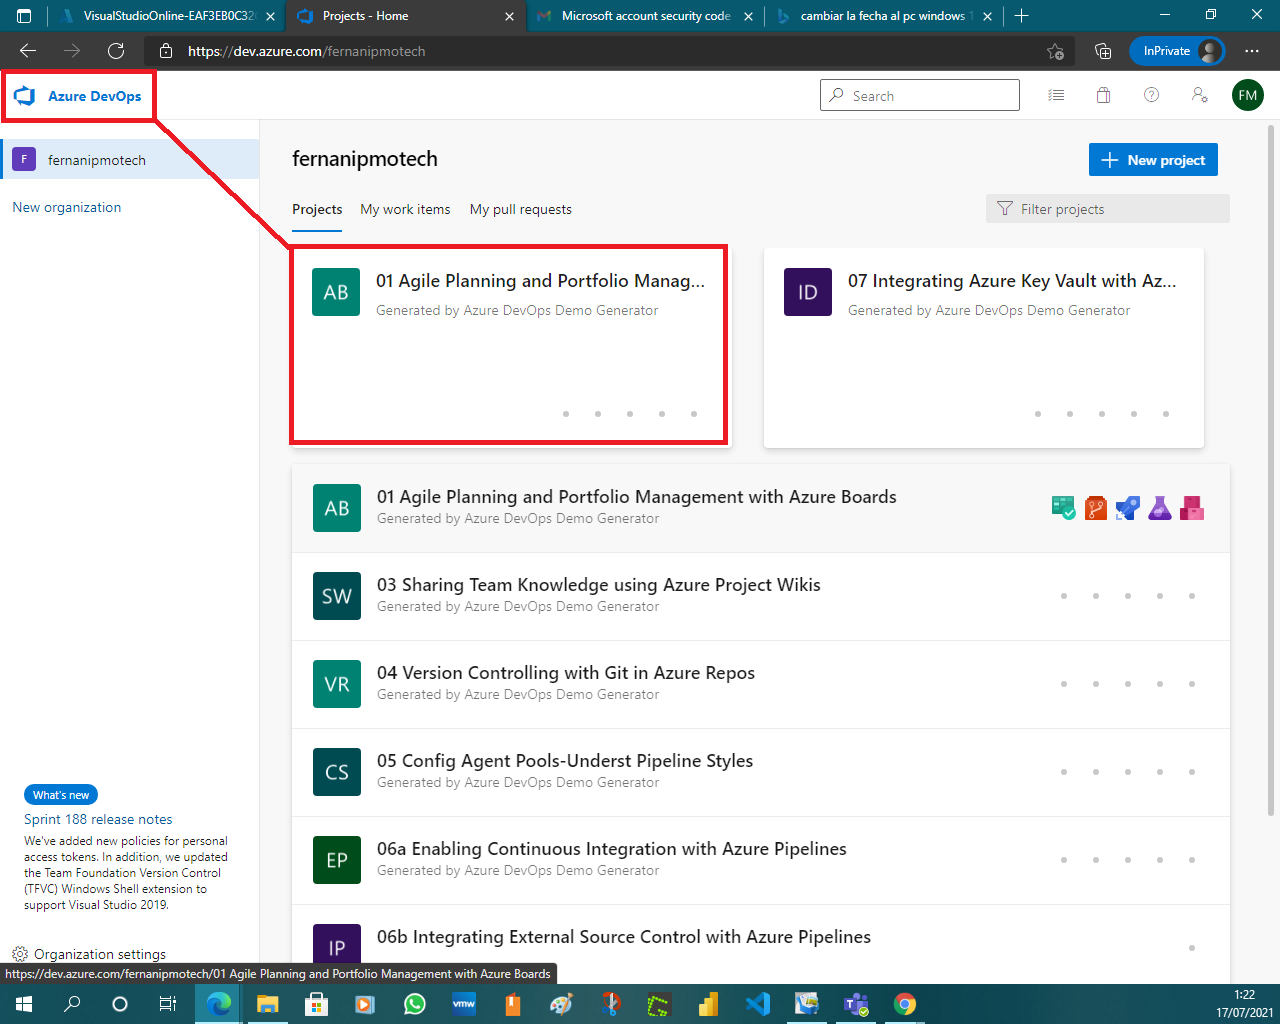 VisualStudioOnline-EAF3EB0C32
Projects - Home
Microsoft account security code
cambiar la fecha al pc windows 1
https://dev.azure.com/fernanipmotech
InPrivate
Azure DevOps
Search
FM
F
fernanipmotech
New organization
fernanipmotech
New project
Projects
My work items
My pull requests
Filter projects
AB
01 Agile Planning and Portfolio Manag...
Generated by Azure DevOps Demo Generator
ID
07 Integrating Azure Key Vault with Az...
Generated by Azure DevOps Demo Generator
AB
01 Agile Planning and Portfolio Management with Azure Boards
Generated by Azure DevOps Demo Generator
SW
03 Sharing Team Knowledge using Azure Project Wikis
Generated by Azure DevOps Demo Generator
VR
04 Version Controlling with Git in Azure Repos
Generated by Azure DevOps Demo Generator
CS
05 Config Agent Pools-Underst Pipeline Styles
Generated by Azure DevOps Demo Generator
EP
06a Enabling Continuous Integration with Azure Pipelines
Generated by Azure DevOps Demo Generator
IP
06b Integrating External Source Control with Azure Pipelines
What's new
Sprint 188 release notes
We've added new policies for personal
access tokens. In addition, we updated
the Team Foundation Version Control
(TFVC) Windows Shell extension to
support Visual Studio 2019.
Organization settings
https://dev.azure.com/fernanipmotech/01 Agile Planning and Portfolio Management with Azure Boards
vmw
1:22
17/07/2021